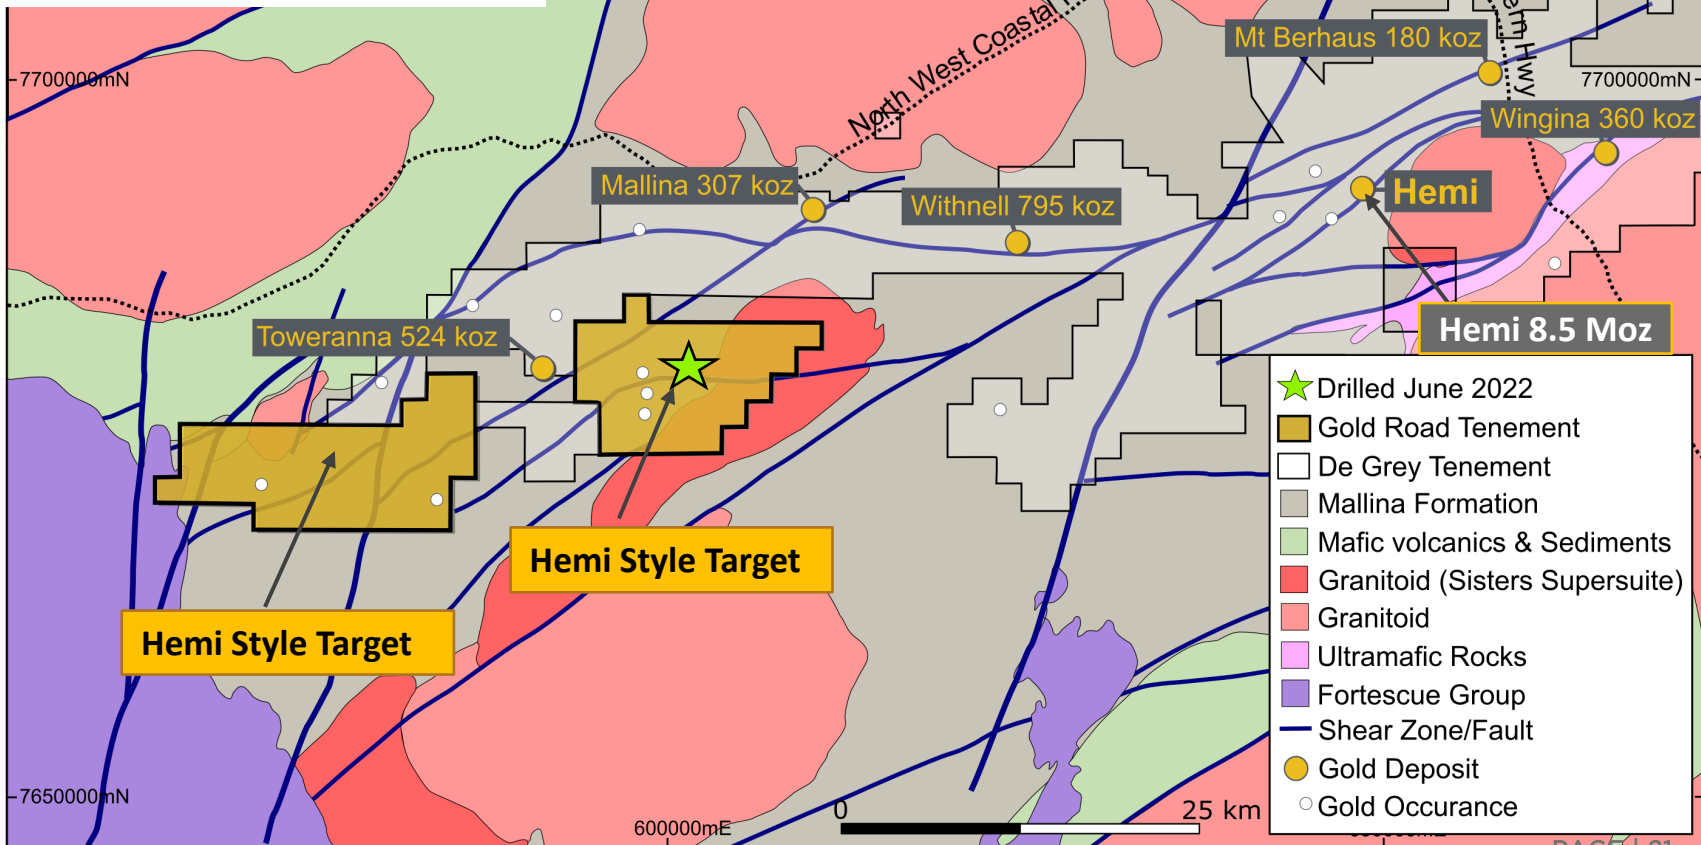 North West Coastal
ern Hwy
Mt Berhaus 180 koz
7700000mN
7700000mN
Wingina 360 koz
Mallina 307 koz
Withnell 795 koz
Hemi
Toweranna 524 koz
Hemi 8.5 Moz
Drilled June 2022
Gold Road Tenement
De Grey Tenement
Mallina Formation
Mafic volcanics & Sediments
Granitoid (Sisters Supersuite)
Granitoid
Ultramafic Rocks
Fortescue Group
Shear Zone/Fault
Gold Deposit
Gold Occurance
Hemi Style Target
Hemi Style Target
7650000mN
600000mE
0
25 km